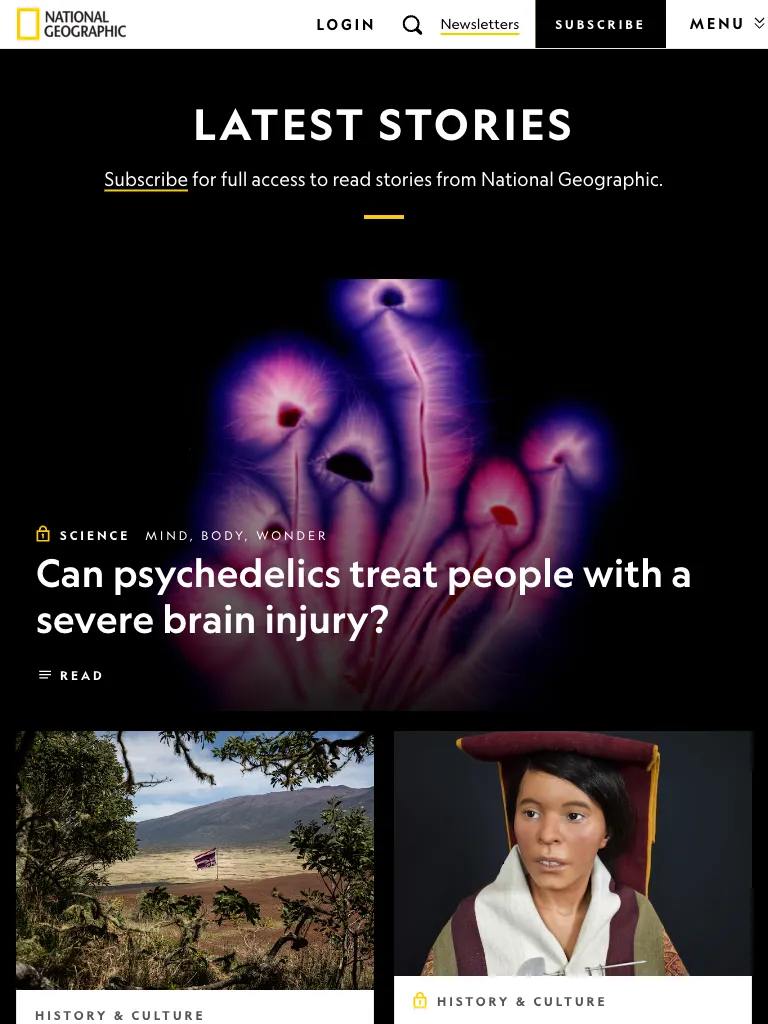 NATIONAL
GEOGRAPHIC
LOGIN
Newsletters
SUBSCRIBE
MENU
LATEST STORIES
Subscribe for full access to read stories from National Geographic.
SCIENCE MIND, BODY, WONDER
Can psychedelics treat people with a
severe brain injury?
READ
HISTORY & CULTURE
HISTORY & CULTURE